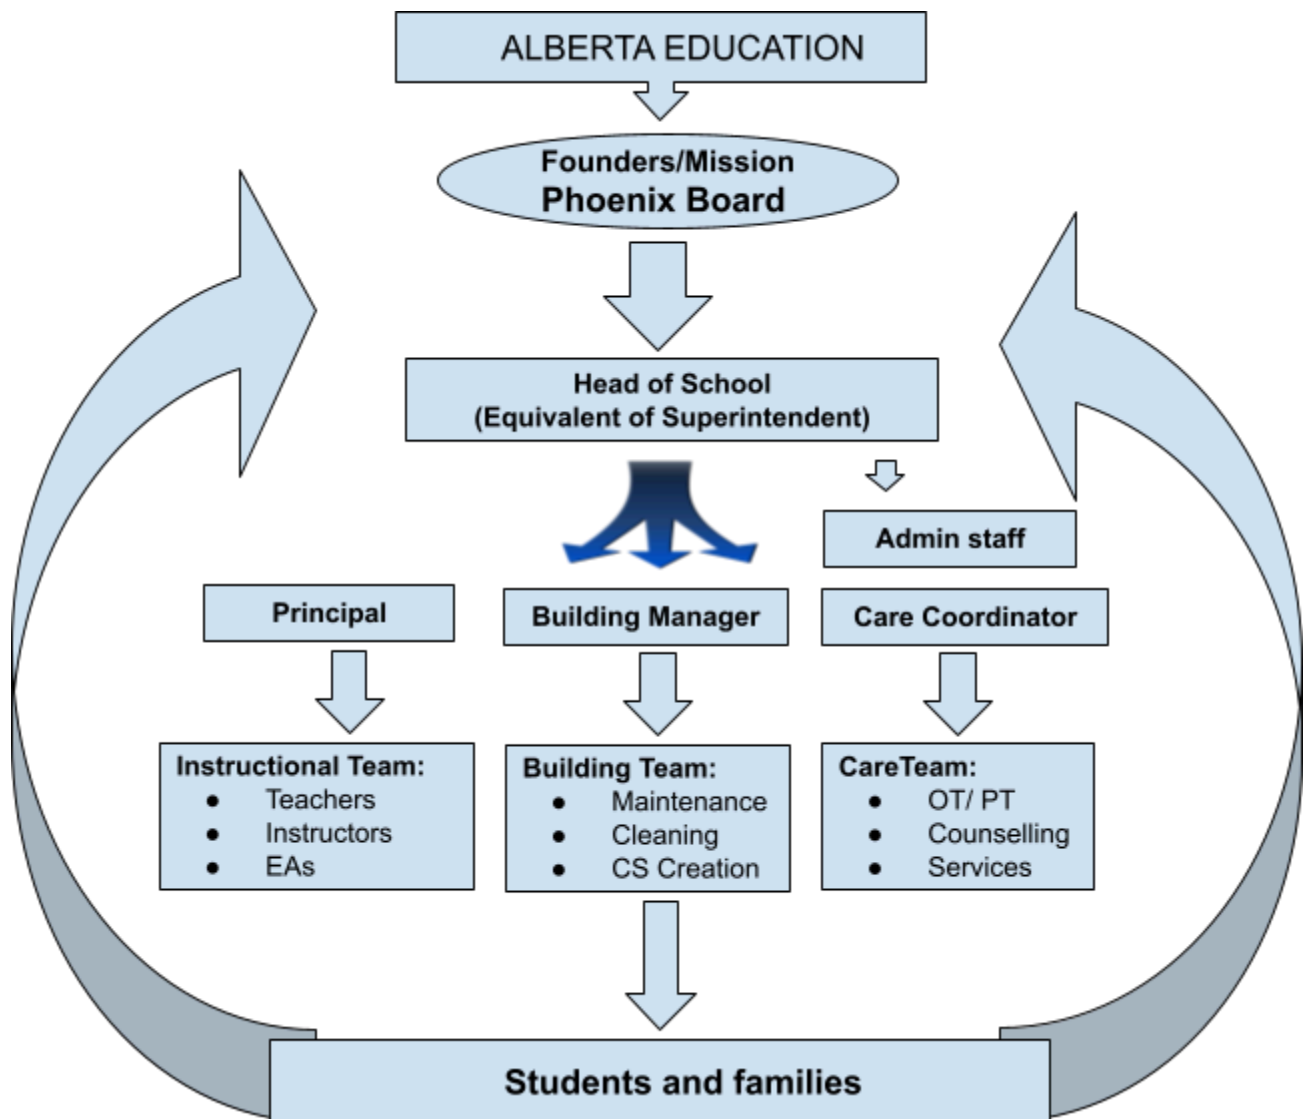 ALBERTA EDUCATION
Founders/Mission
Phoenix Board
Head of School
(Equivalent of Superintendent)
Admin staff
Principal
Building Manager
Care Coordinator
Instructional Team:
● Teachers
● Instructors
● EAs
Building Team:
● Maintenance
● Cleaning
● CS Creation
CareTeam:
● OT/ PT
● Counselling
● Services
Students and families